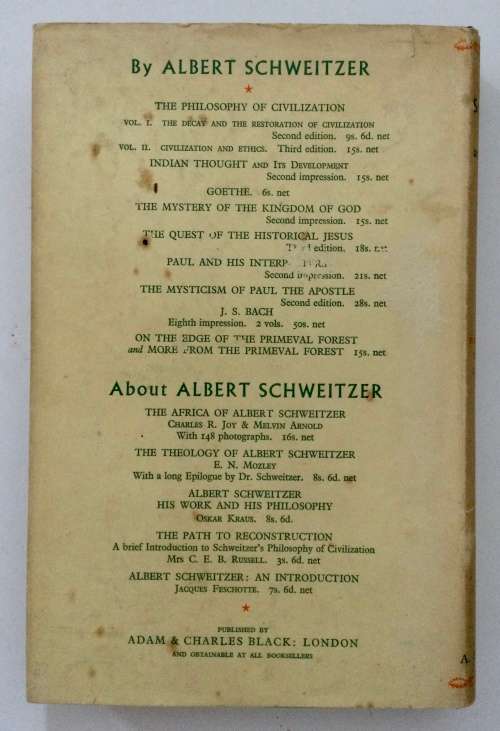 By ALBERT SCHWEITZER
THE PHILOSOPHY OF CIVILIZATION
VOL. I. THE DECAY AND THE RESTORATION OF CIVILIZATION
Second edition. 9s. 6d. net
VOL. II. CIVILIZATION AND ETHICS. Third edition. 15s. net
INDIAN THOUGHT AND ITS DEVELOPMENT
Second impression. 15s. net
GOETHE. 6s. net
THE MYSTERY OF THE KINGDOM OF GOD
Second impression. 15s. net
THE QUEST OF THE HISTORICAL JESUS
edition. 18s.
PAUL AND HIS
Second impression. 21s. net
THE MYSTICISM OF PAUL THE APOSTLE
Second edition. 28s. net
J. S. BACH
Eighth impression. 2 vols. 50s. net
ON THE EDGE OF THE PRIMEVAL FOREST
and MORE FROM THE PRIMEVAL FOREST 15s. net
About ALBERT SCHWEITZER
THE AFRICA OF ALBERT SCHWEITZER
CHARLES R. JOY & MELVIN ARNOLD
With 148 photographs. 16s. net
THE THEOLOGY OF ALBERT SCHWEITZER
E. N. MOZLEY
With a long Epilogue by Dr. Schweitzer. 8s. 6d. net
ALBERT SCHWEITZER
HIS WORK AND HIS PHILOSOPHY
OSKAR KRAUS. 8s. 6d.
THE PATH TO RECONSTRUCTION
A brief Introduction to Schweitzer's Philosophy of Civilization
MRS C. E. B. RUSSELL. 3s. 6d. net
ALBERT SCHWEITZER: AN INTRODUCTION
JACQUES FESCHOTTE. 7s. 6d. net
PUBLISHED BY
ADAM & CHARLES BLACK: LONDON
AND OBTAINABLE AT ALL BOOKSELLERS